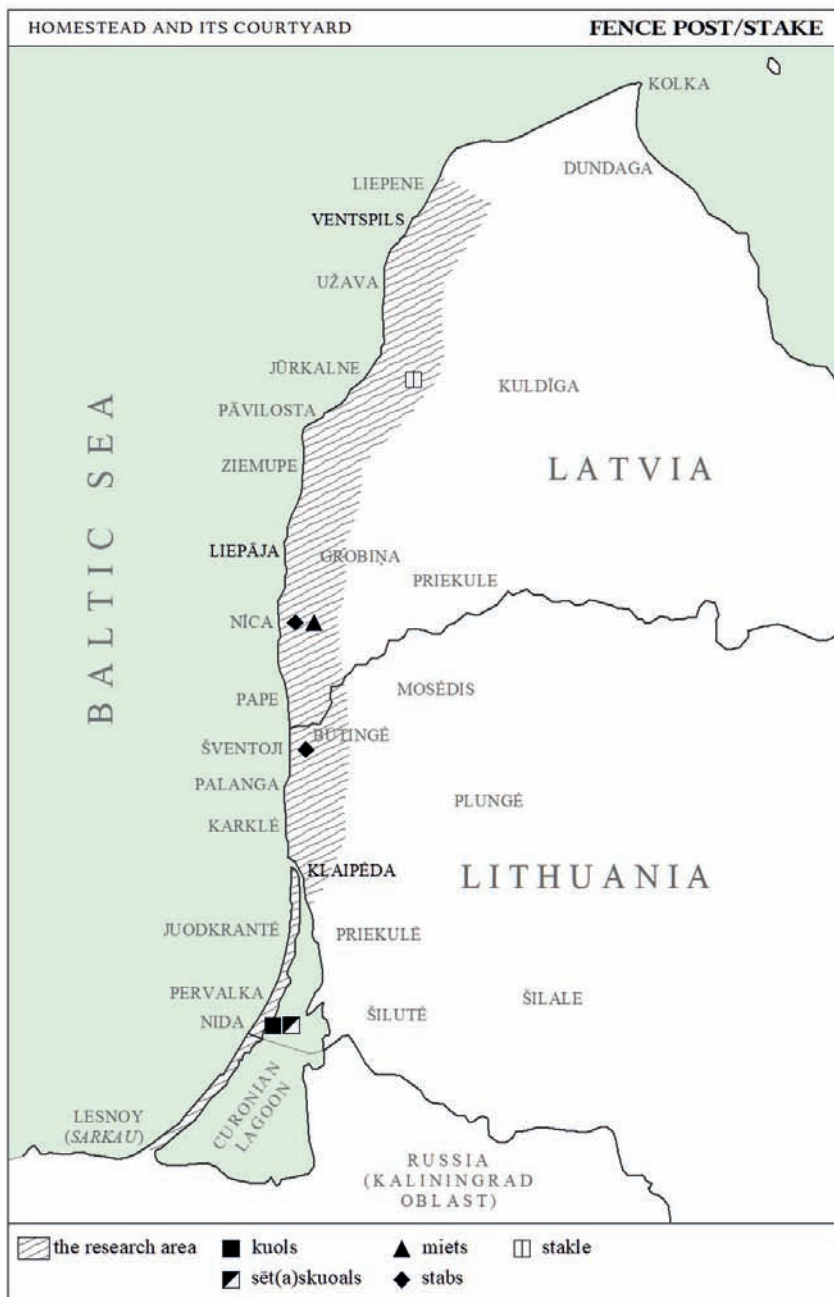 HOMESTEAD AND ITS COURTYARD FENCE POST/STAKE
KOLKA
DUNDAGA
LIEPENE
VENTSPILS
UŽAVA
JŪRKALNE
KULDĪGA
PĀVILOSTA
ZIEMUPE
LATVIA
BALTIC SEA
LIEPĀJA
GROBIŅA
PRIEKULE
NĪCA
MOSĖDIS
PAPE
BŪTINGĖ
ŠVENTOJI
PALANGA
PLUNGĖ
KARKLĖ
KLAIPĖDA
LITHUANIA
JUODKRANTĖ
PRIEKULĖ
PERVALKA
ŠILALE
NIDA
ŠILUTĖ
CURONIAN
LAGOON
LESNOY
(SARKAU)
RUSSIA
(KALININGRAD
OBLAST)
the research area kuols miets stakle
sēt(a)skuoals stabs